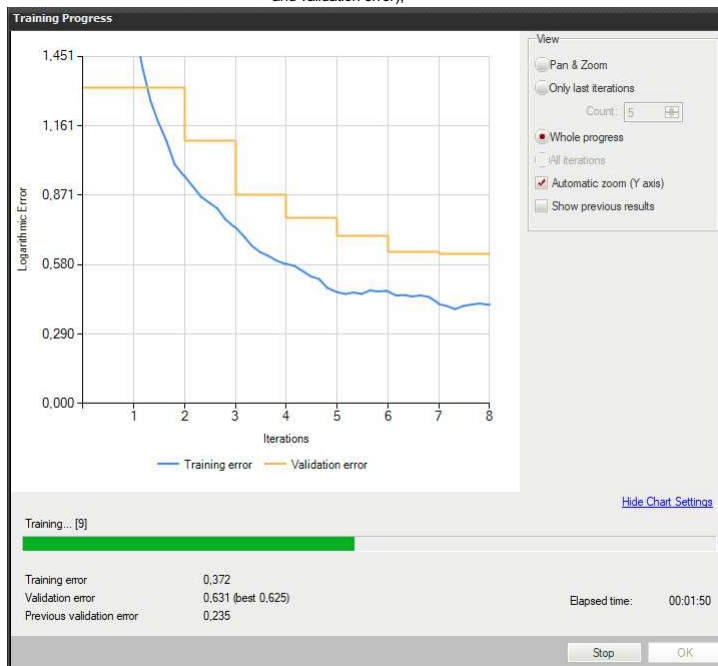 and validation error),
Training Progress
1.451
1.161
0,871
0,580
0,290
0,000
Logarithmic Error
1 2 3 4 5 6 7 8
Iterations
Training error Validation error
View
Pan & Zoom
Only last iterations
Count: 5
Whole progress
All iterations
Automatic zoom (Y axis)
Show previous results
Hide Chart Settings
Training... [9]
Training error 0,372
Validation error 0,631 (best 0,625)
Previous validation error 0,235
Elapsed time: 00:01:50
Stop OK